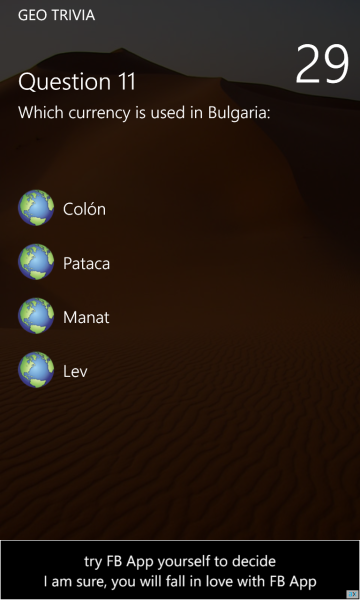 GEO TRIVIA
29
Question 11
Which currency is used in Bulgaria:
Colón
Pataca
Manat
Lev
try FB App yourself to decide
I am sure, you will fall in love with FB App